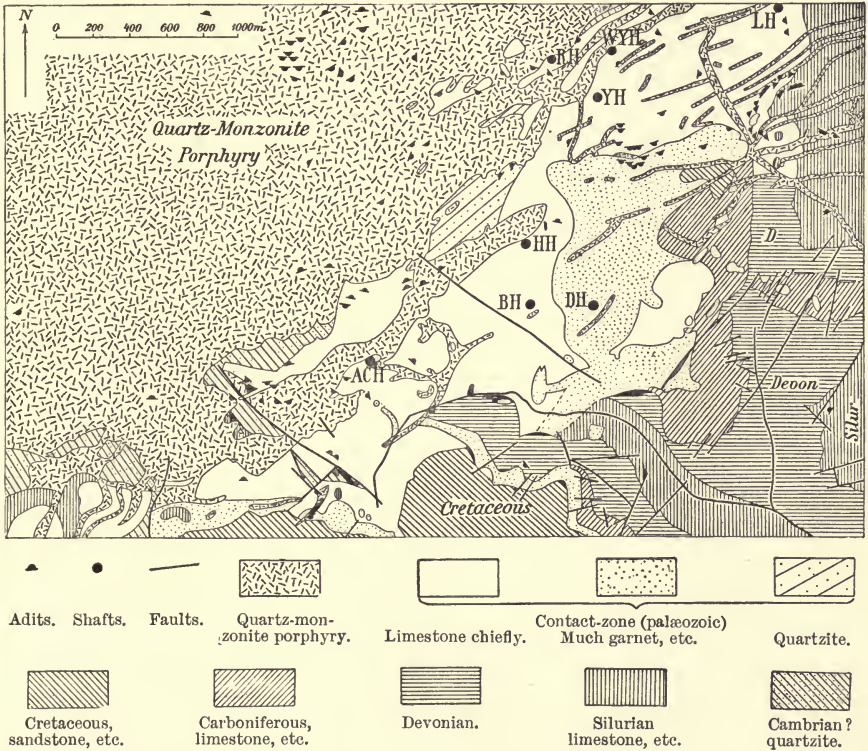 N
0 200 400 600 800 1000m
LH
WYH
RH
YH
Quartz-Monzonite
Porphyry
D
HH
BH
DH
ACH
Devon
Silur
Cretaceous
Adits. Shafts. Faults. Quartz-mon-
zonite porphyry.
Limestone chiefly.
Contact-zone (palæozoic)
Much garnet, etc.
Quartzite.
Cretaceous,
sandstone, etc.
Carboniferous,
limestone, etc.
Devonian.
Silurian
limestone, etc.
Cambrian?
quartzite.